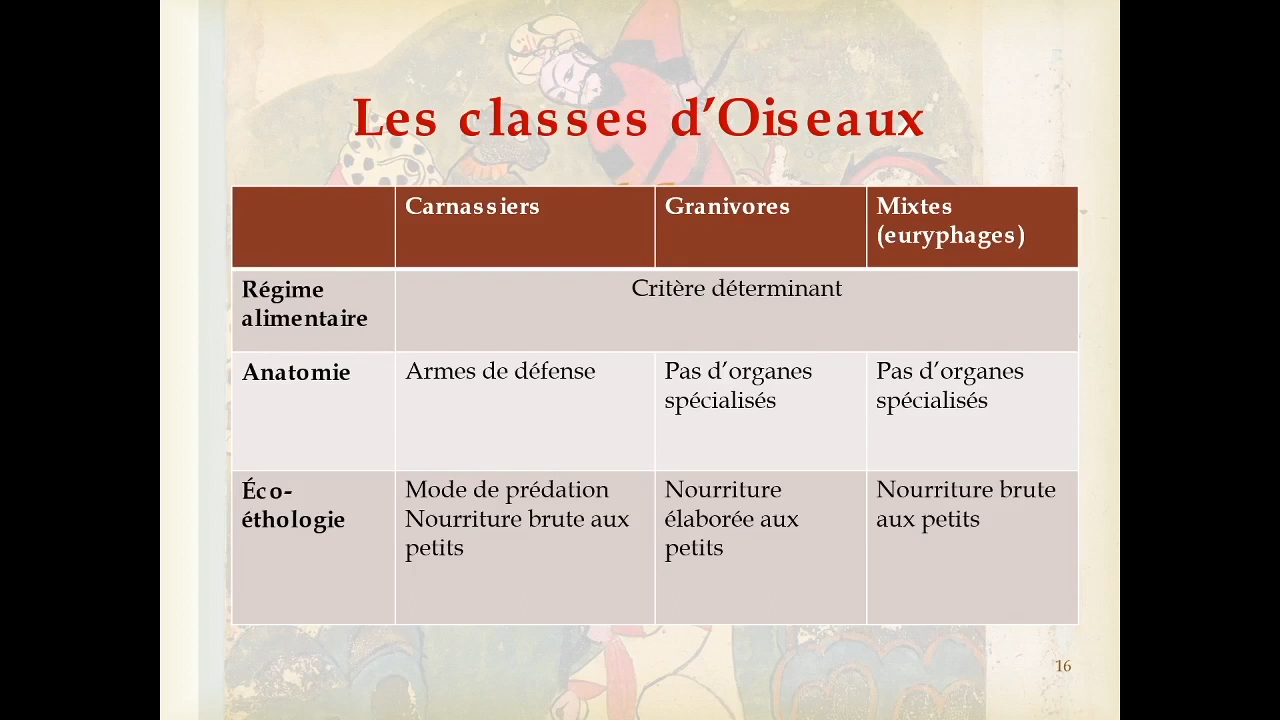 Les classes d’Oiseaux
Carnassiers
Granivores
Mixtes
(euryphages)
Régime
alimentaire
Critère déterminant
Anatomie
Armes de défense
Pas d’organes
spécialisés
Pas d’organes
spécialisés
Éco-
éthologie
Mode de prédation
Nourriture brute aux
petits
Nourriture
élaborée aux
petits
Nourriture brute
aux petits
16